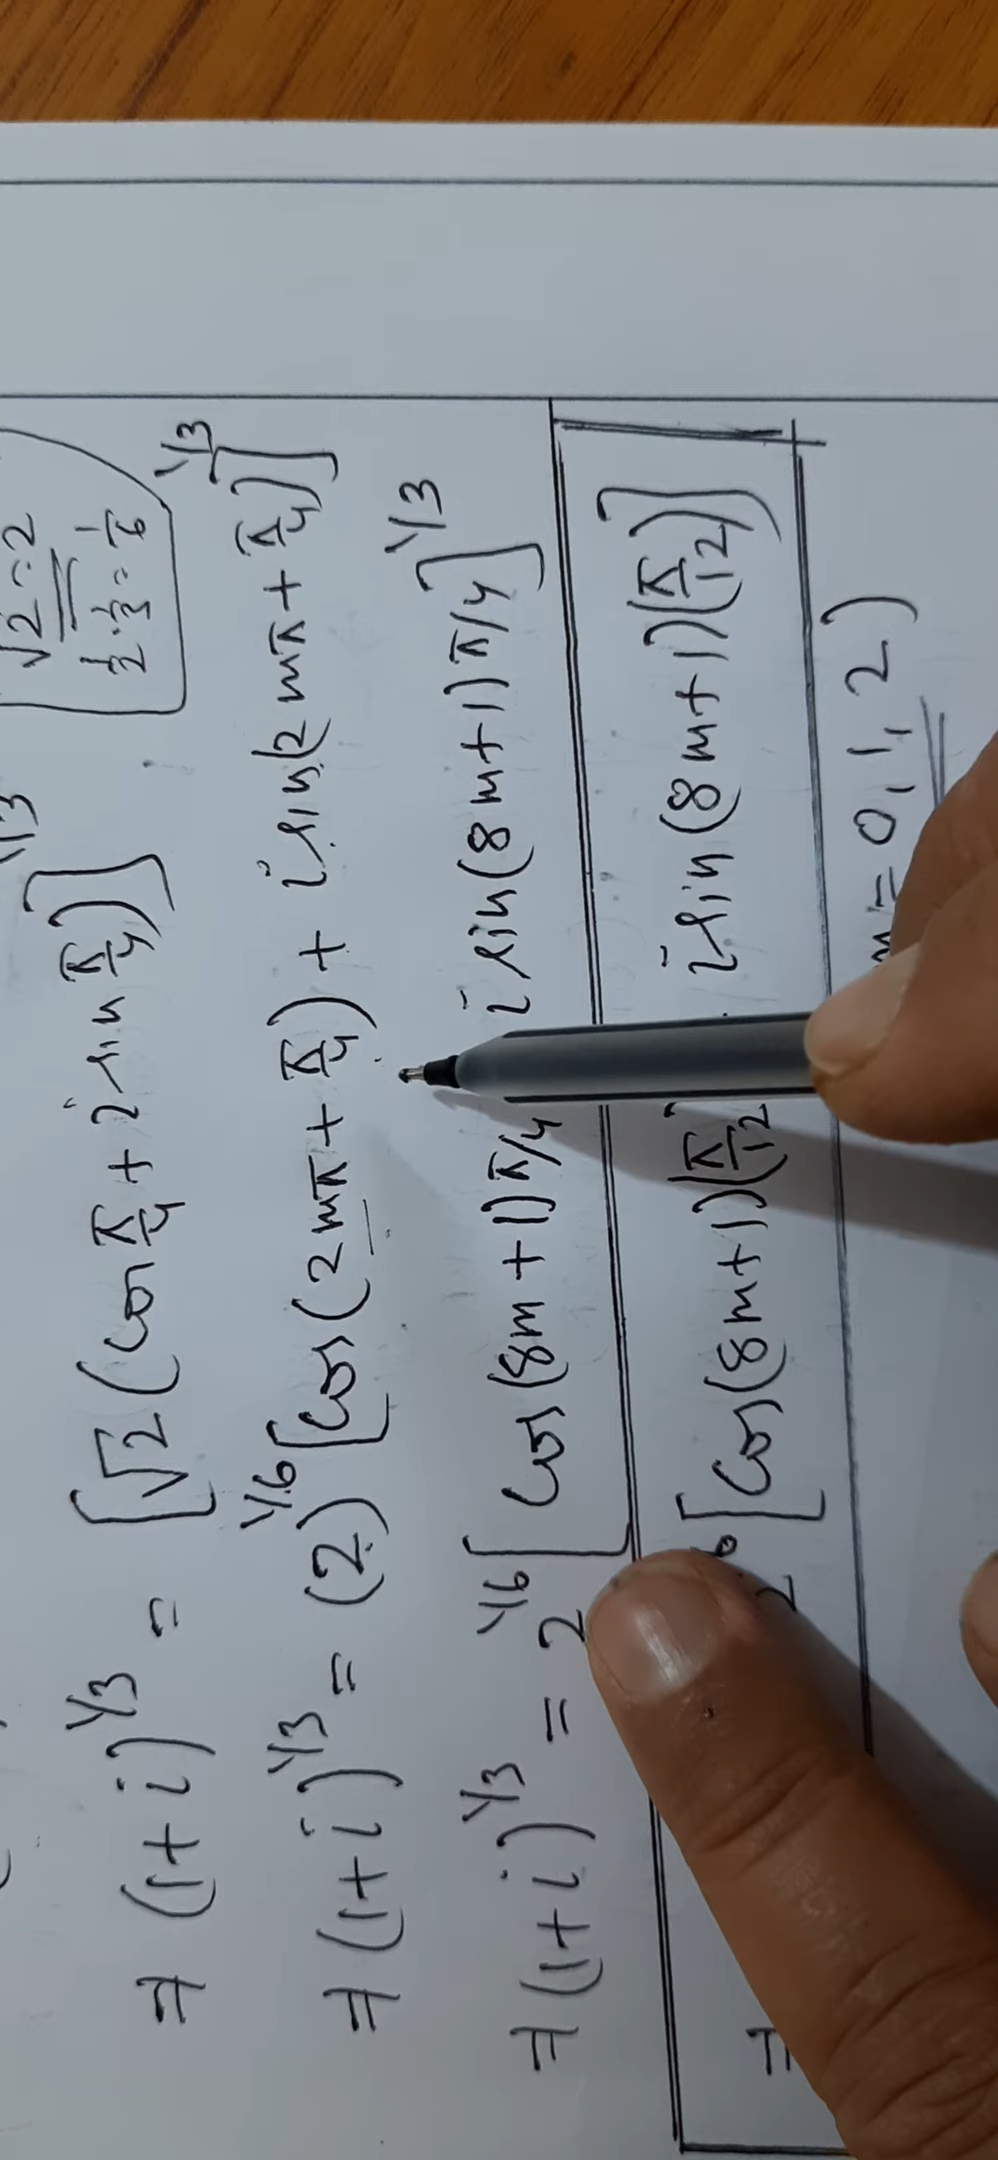 √2 = 2
1/2 · 1/3 = 1/6
1/3
⇒ (1+i)^1/3 = [√2 (cos π/4 + i sin π/4)]
⇒ (1+i)^1/3 = (2)^1/6 [cos(2mπ + π/4) + i sin(2mπ + π/4)]^1/3
⇒ (1+i)^1/3 = 2^1/6 [cos(8m+1)π/4 i sin(8m+1)π/4]^1/3
= 2 [cos(8m+1)(π/12) i sin(8m+1)(π/12)]
m = 0, 1, 2)